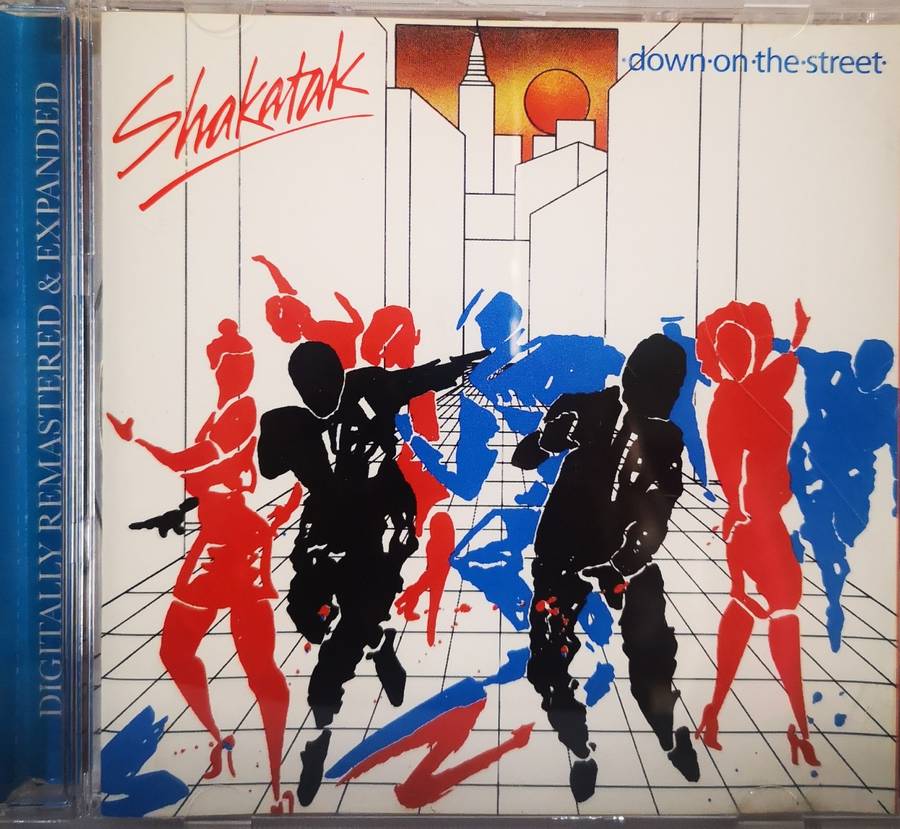 DIGITALLY REMASTERED & EXPANDED
Shakatak
·down·on·the·street·